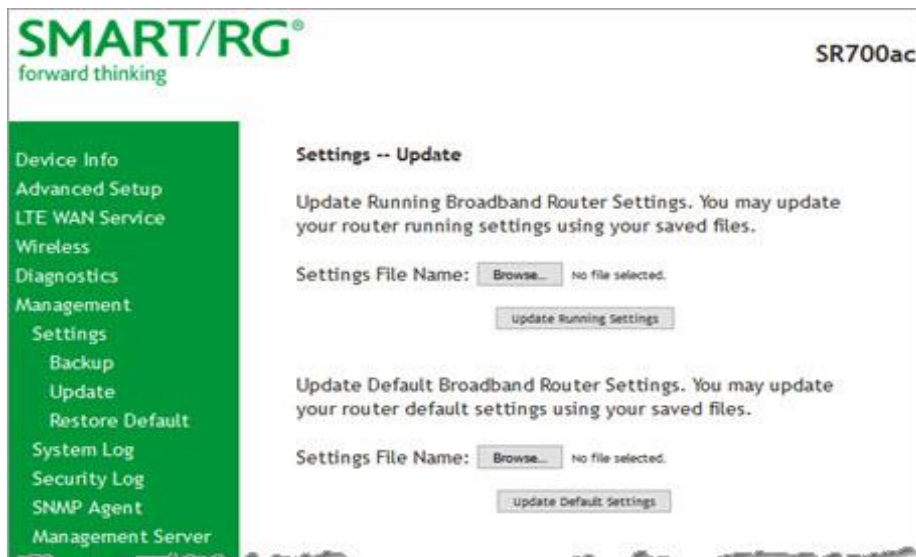 SMART/RG®
forward thinking
SR700ac
Device Info
Advanced Setup
LTE WAN Service
Wireless
Diagnostics
Management
Settings
Backup
Update
Restore Default
System Log
Security Log
SNMP Agent
Management Server
Settings -- Update
Update Running Broadband Router Settings. You may update
your router running settings using your saved files.
Settings File Name: Browse... No file selected.
Update Running Settings
Update Default Broadband Router Settings. You may update
your router default settings using your saved files.
Settings File Name: Browse... No file selected.
Update Default Settings